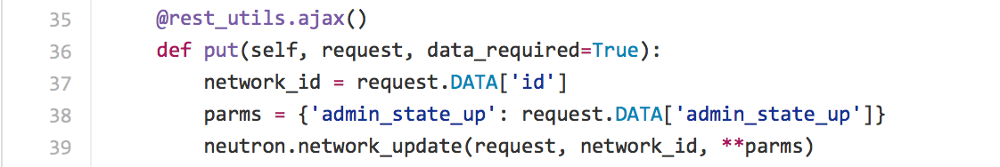 35 @rest_utils.ajax()
36 def put(self, request, data_required=True):
37 network_id = request.DATA['id']
38 parms = {'admin_state_up': request.DATA['admin_state_up']}
39 neutron.network_update(request, network_id, **parms)